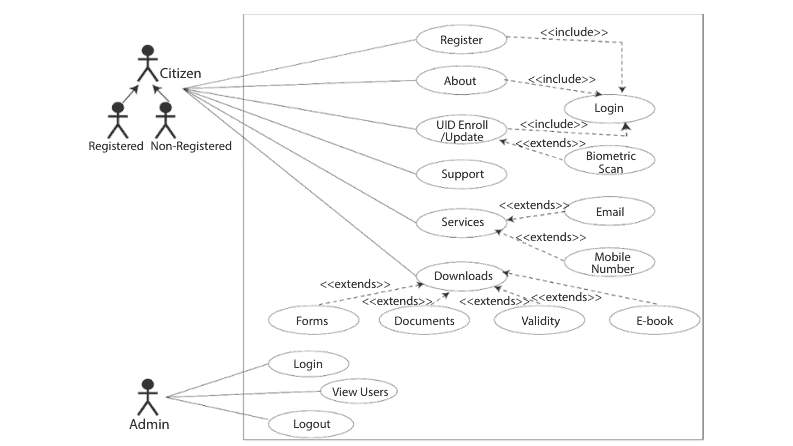 Register
<<include>>
Citizen
About
<<include>>
Login
UID Enroll
/Update
<<include>>
<<extends>>
Registered
Non-Registered
Biometric
Scan
Support
<<extends>>
Email
Services
<<extends>>
Mobile
Number
Downloads
<<extends>>
<<extends>>
<<extends>>
<<extends>>
Forms
Documents
Validity
E-book
Login
View Users
Admin
Logout